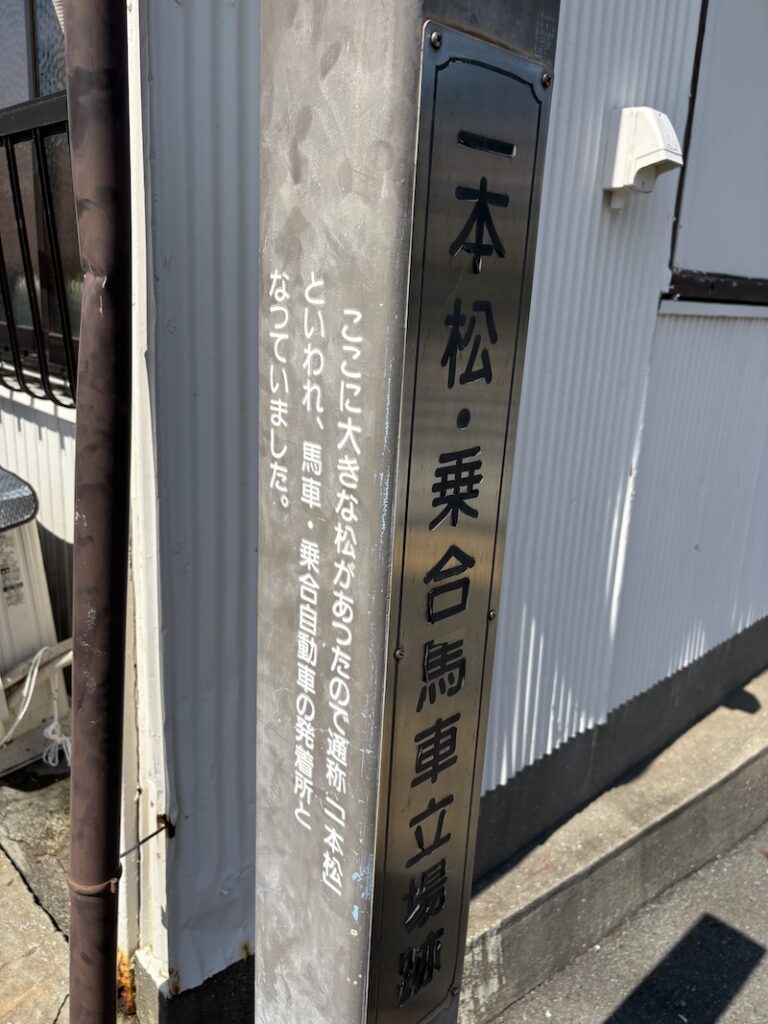 一本松・乗合馬車立場跡
ここに大きな松があつたので通称「一本松」
といわれ、馬車・乗合自動車の発着所と
なつていました。